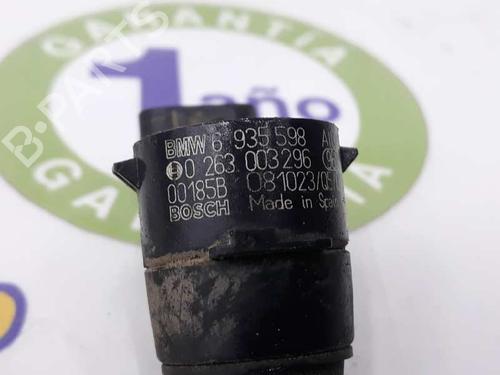 GARANTÍA
1 año
GARANTÍA
B-PARTS
BMW 6 935 598
0 263 003 296
00185B 081023/05
BOSCH Made in Spain